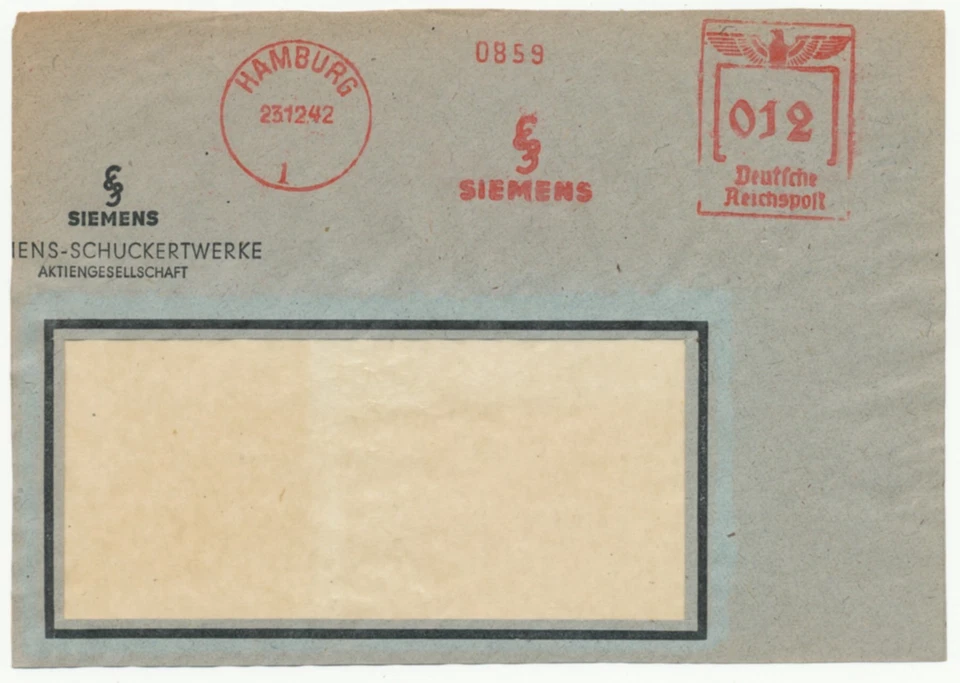 HAMBURG
23.12.42
1
0859
SIEMENS
012
Deutsche
Reichspost
SIEMENS
IENS-SCHUCKERTWERKE
AKTIENGESELLSCHAFT